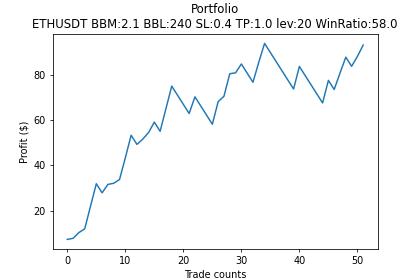 Portfolio
ETHUSDT BBM:2.1 BBL:240 SL:0.4 TP:1.0 lev:20 WinRatio:58.0
80
60
40
20
Profit ($)
0
10
20
30
40
50
Trade counts